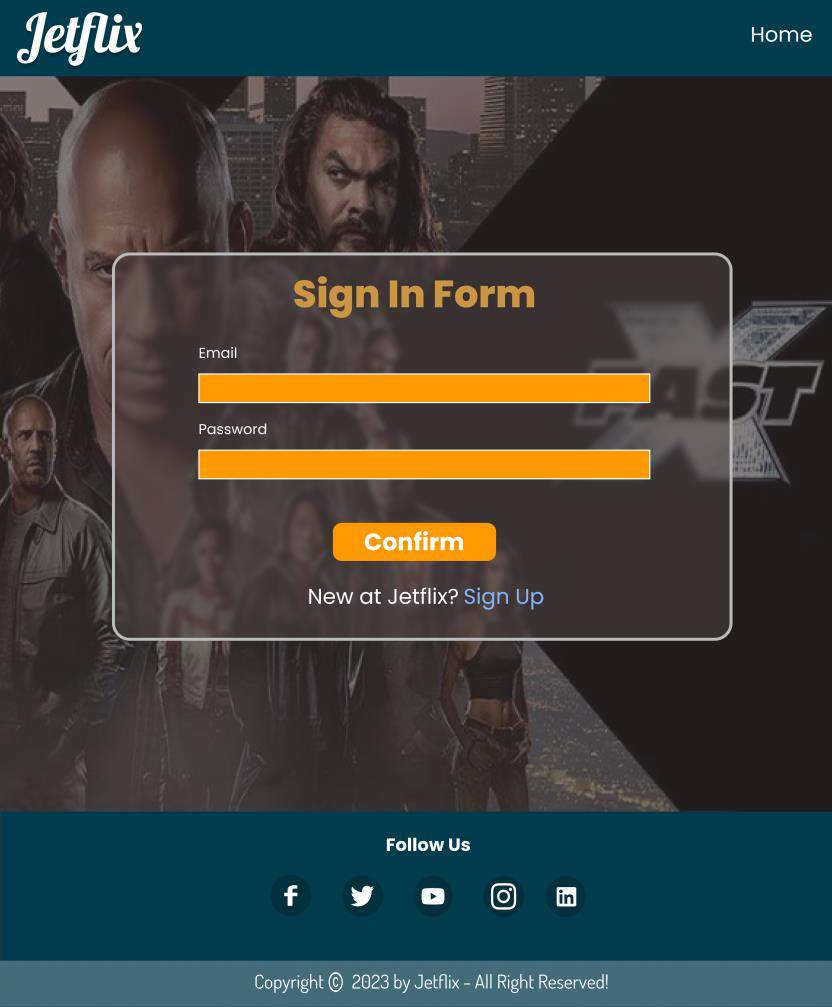 Jetflix
Home
Sign In Form
Email
FAST X
Password
Confirm
New at Jetflix? Sign Up
Follow Us
Copyright © 2023 by Jetflix - All Right Reserved!